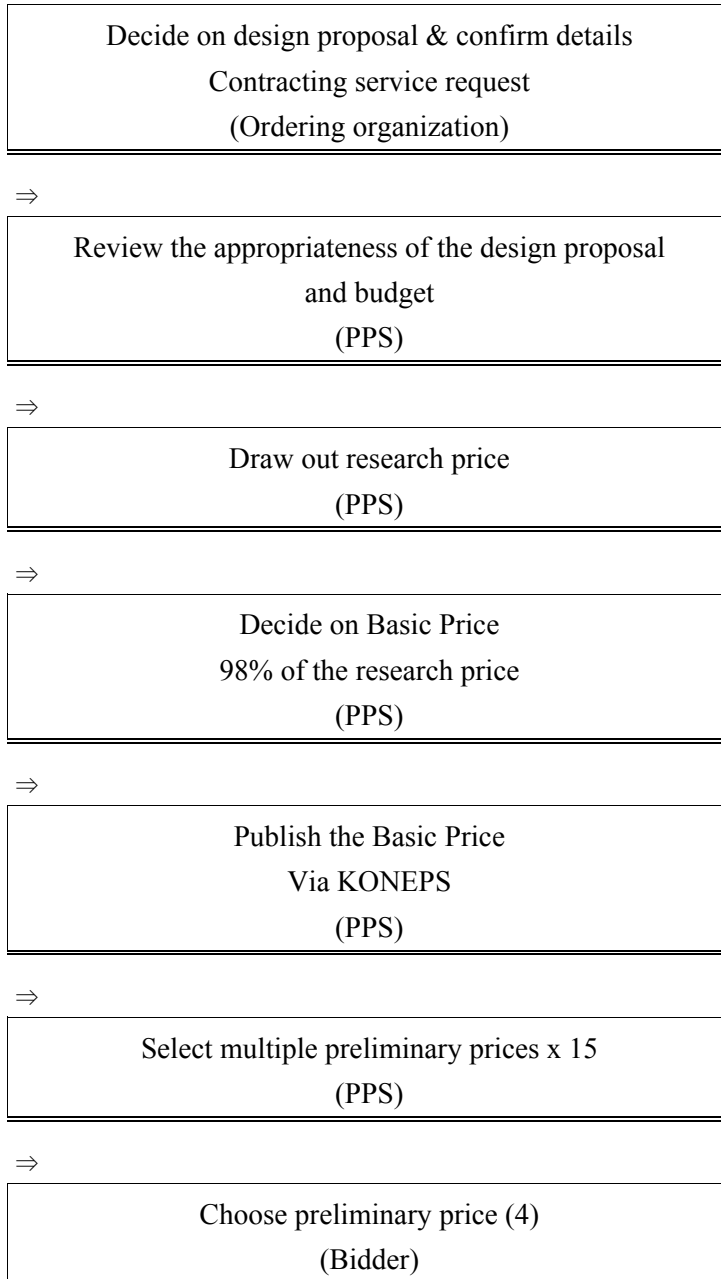 Decide on design proposal & confirm details
Contracting service request
(Ordering organization)
⇒
Review the appropriateness of the design proposal
and budget
(PPS)
⇒
Draw out research price
(PPS)
⇒
Decide on Basic Price
98% of the research price
(PPS)
⇒
Publish the Basic Price
Via KONEPS
(PPS)
⇒
Select multiple preliminary prices x 15
(PPS)
⇒
Choose preliminary price (4)
(Bidder)